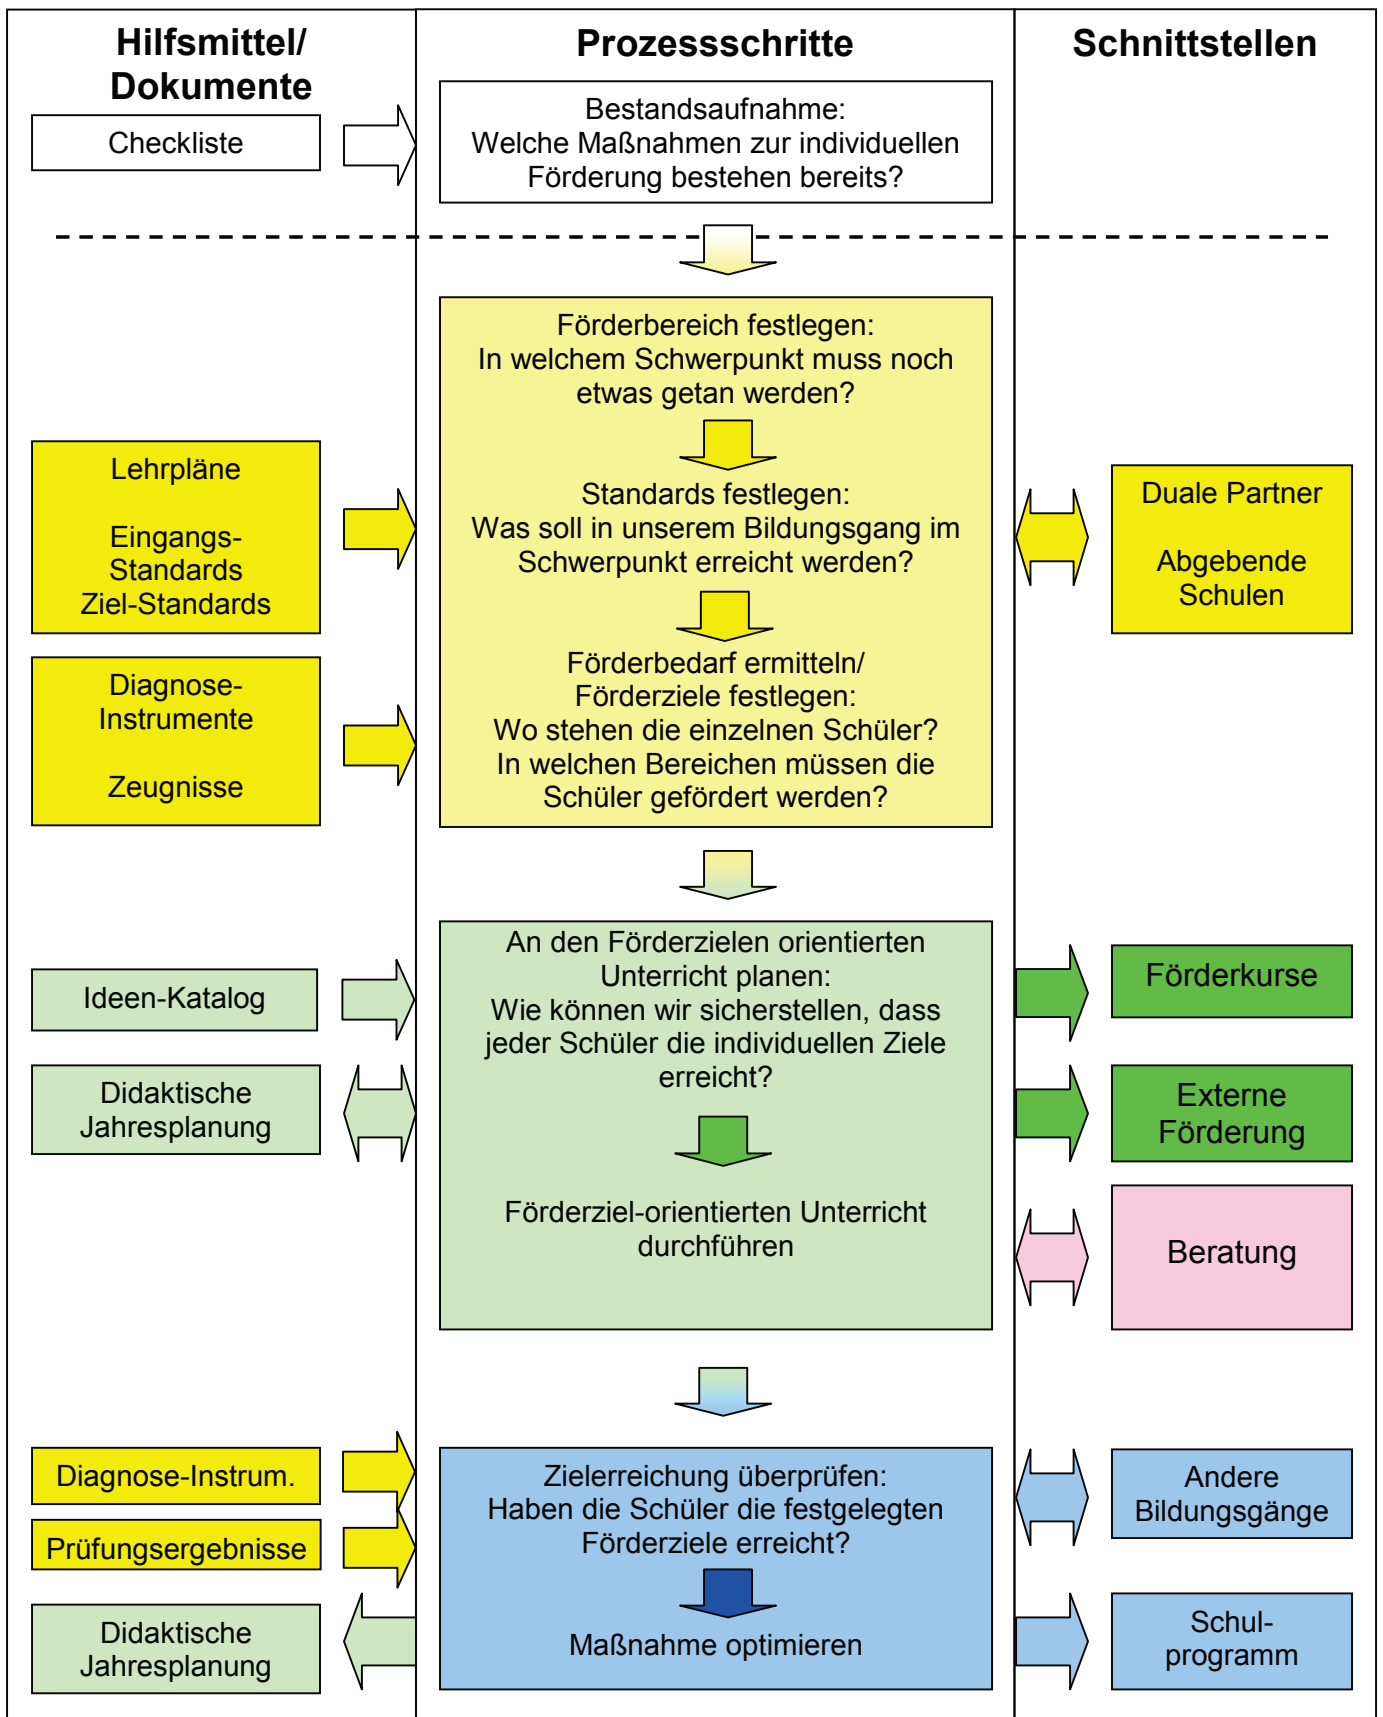 Hilfsmittel/
Dokumente
Prozessschritte
Schnittstellen
Checkliste
Bestandsaufnahme:
Welche Maßnahmen zur individuellen
Förderung bestehen bereits?
Förderbereich festlegen:
In welchem Schwerpunkt muss noch
etwas getan werden?
Lehrpläne
Eingangs-
Standards
Ziel-Standards
Standards festlegen:
Was soll in unserem Bildungsgang im
Schwerpunkt erreicht werden?
Duale Partner
Abgebende
Schulen
Diagnose-
Instrumente
Zeugnisse
Förderbedarf ermitteln/
Förderziele festlegen:
Wo stehen die einzelnen Schüler?
In welchen Bereichen müssen die
Schüler gefördert werden?
Ideen-Katalog
Didaktische
Jahresplanung
An den Förderzielen orientierten
Unterricht planen:
Wie können wir sicherstellen, dass
jeder Schüler die individuellen Ziele
erreicht?
Förderziel-orientierten Unterricht
durchführen
Förderkurse
Externe
Förderung
Beratung
Diagnose-Instrum.
Prüfungsergebnisse
Didaktische
Jahresplanung
Zielerreichung überprüfen:
Haben die Schüler die festgelegten
Förderziele erreicht?
Maßnahme optimieren
Andere
Bildungsgänge
Schul-
programm